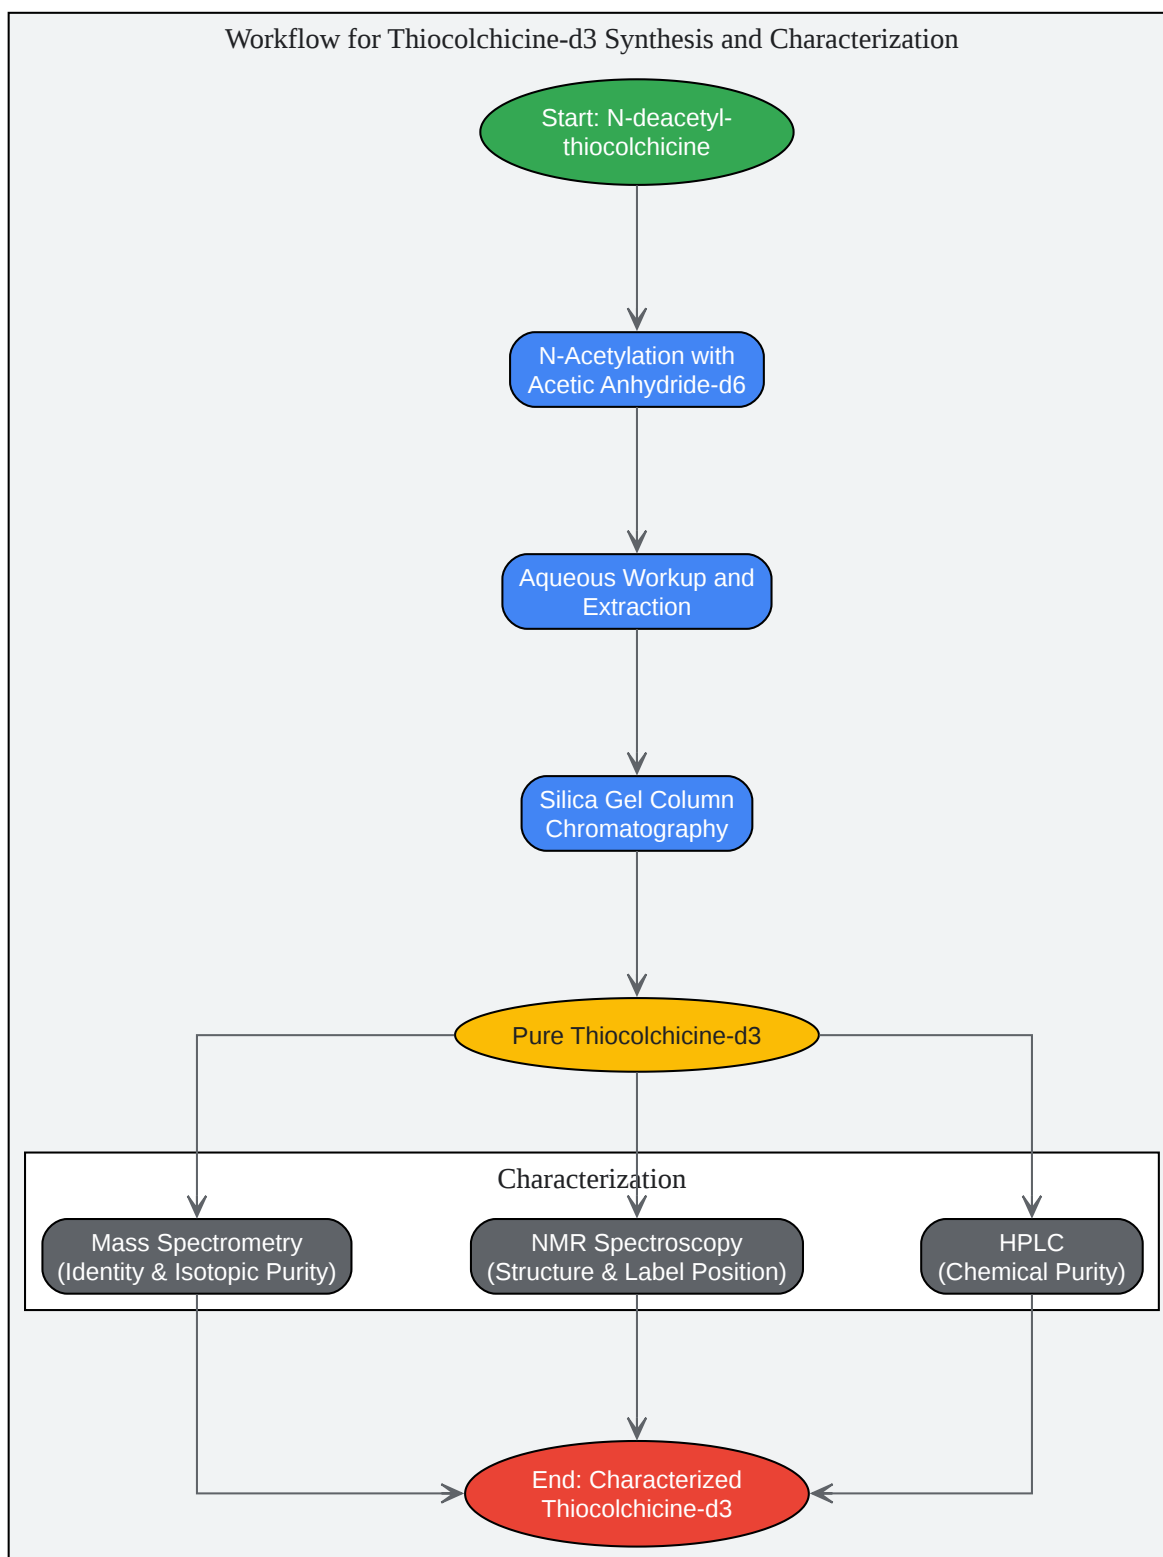 Workflow for Thiocolchicine-d3 Synthesis and Characterization
Start: N-deacetyl-
thiocolchicine
N-Acetylation with
Acetic Anhydride-d6
Aqueous Workup and
Extraction
Silica Gel Column
Chromatography
Pure Thiocolchicine-d3
Characterization
Mass Spectrometry
(Identity & Isotopic Purity)
NMR Spectroscopy
(Structure & Label Position)
HPLC
(Chemical Purity)
End: Characterized
Thiocolchicine-d3